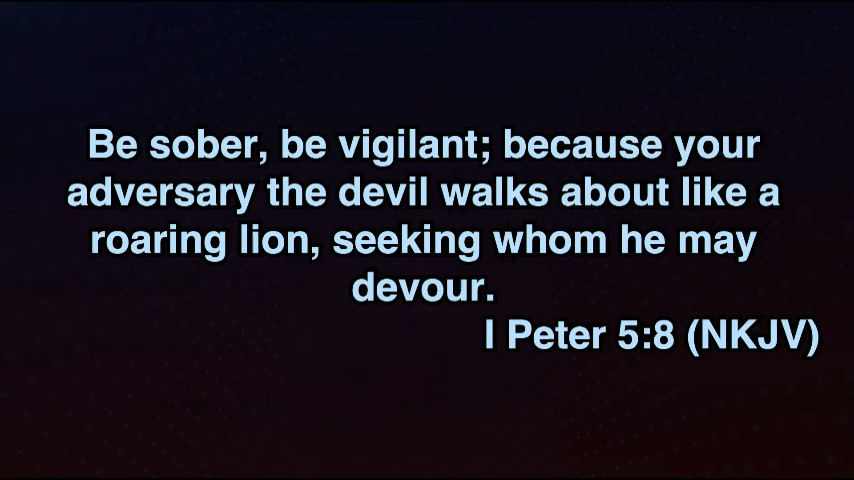 Be sober, be vigilant; because your
adversary the devil walks about like a
roaring lion, seeking whom he may
devour.
I Peter 5:8 (NKJV)